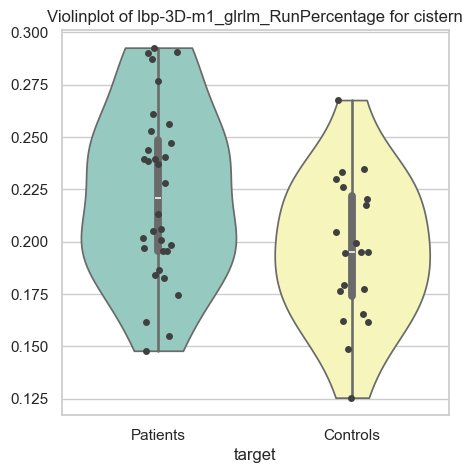 Violinplot of lbp-3D-m1_glrlm_RunPercentage for cistern
0.300
0.275
0.250
0.225
0.200
0.175
0.150
0.125
Patients
Controls
target